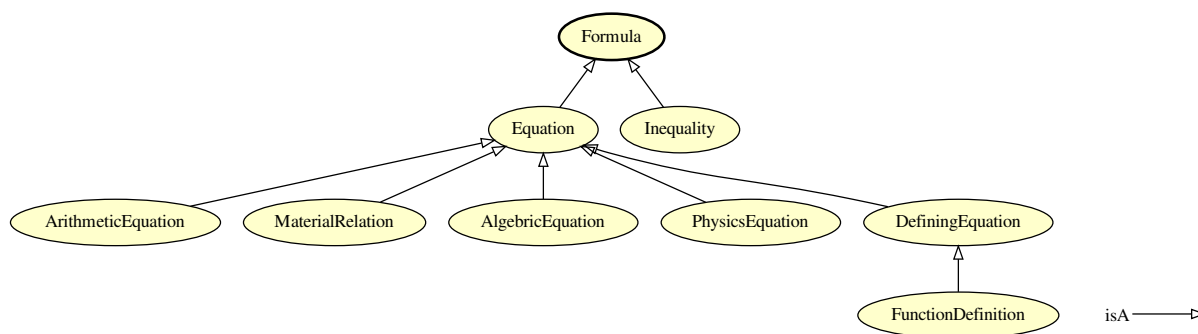 Formula
Equation
Inequality
ArithmeticEquation
MaterialRelation
AlgebricEquation
PhysicsEquation
DefiningEquation
FunctionDefinition
isA